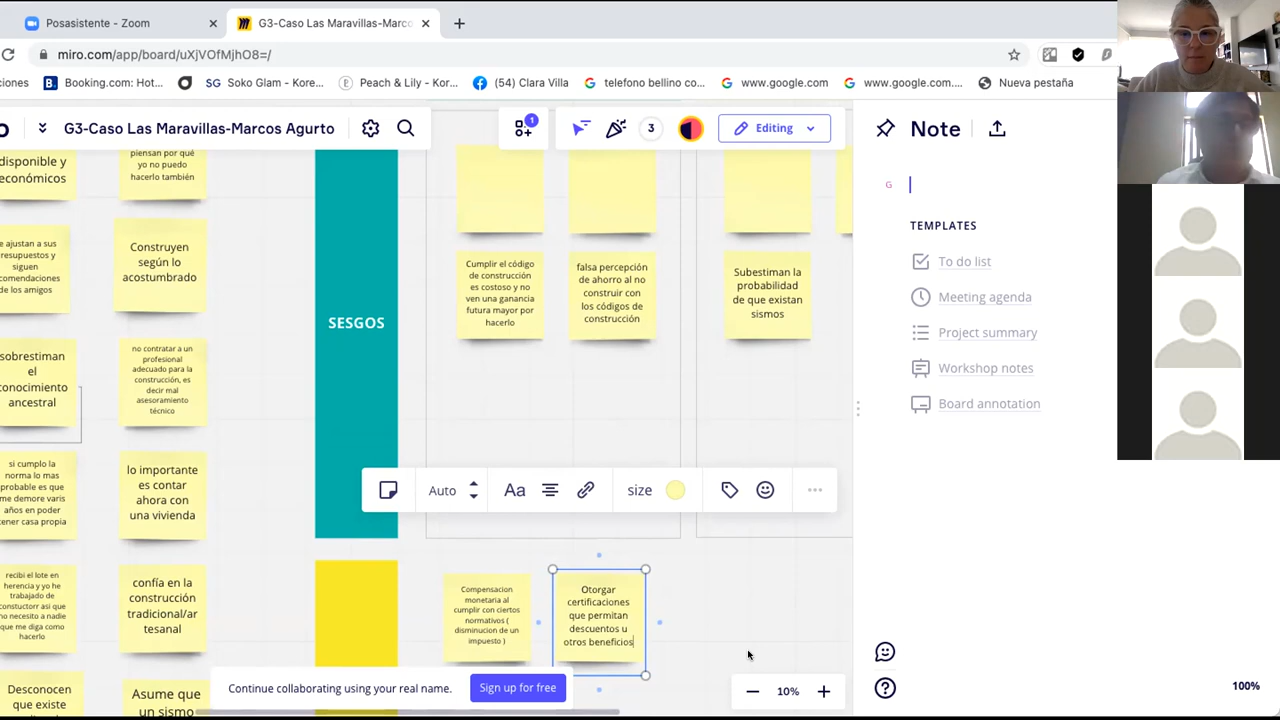 Posasistente - Zoom
G3-Caso Las Maravillas-Marco
miro.com/app/board/uXjVOfMjhO8=/
ciones
Booking.com: Hot...
SG Soko Glam - Kore...
Peach & Lily - Kor...
(54) Clara Villa
telefono bellino co...
www.google.com
www.google.com....
Nueva pestaña
o
G3-Caso Las Maravillas-Marcos Agurto
1
3
Editing
Note
G
TEMPLATES
To do list
Meeting agenda
Project summary
Workshop notes
Board annotation
disponible y
económicos
piensan por qué
yo no puedo
hacerlo también
e ajustan a sus
resupuestos y
siguen
comendaciones
de los amigos
Construyen
según lo
acostumbrado
sobrestiman
el
conocimiento
ancestral
no contratar a un
profesional
adecuado para la
construcción, es
decir mal
asesoramiento
técnico
si cumplo la
norma lo mas
probable es que
me demore varis
años en poder
tener casa propia
lo importante
es contar
ahora con
una vivienda
recibi el lote en
herencia y yo he
trabajado de
constuctorr asi que
no necesito a nadie
que me diga como
hacerlo
confía en la
construcción
tradicional/ar
tesanal
Desconocen
que existe
Asume que
un sismo
SESGOS
Cumplir el código
de construcción
es costoso y no
ven una ganancia
futura mayor por
hacerlo
falsa percepción
de ahorro al no
construir con
los códigos de
construcción
Subestiman la
probabilidad
de que existan
sismos
Auto
Aa
size
Compensacion
monetaria al
cumplir con ciertos
normativos (
disminucion de un
impuesto )
Otorgar
certificaciones
que permitan
descuentos u
otros beneficios
Continue collaborating using your real name.
Sign up for free
10%
100%